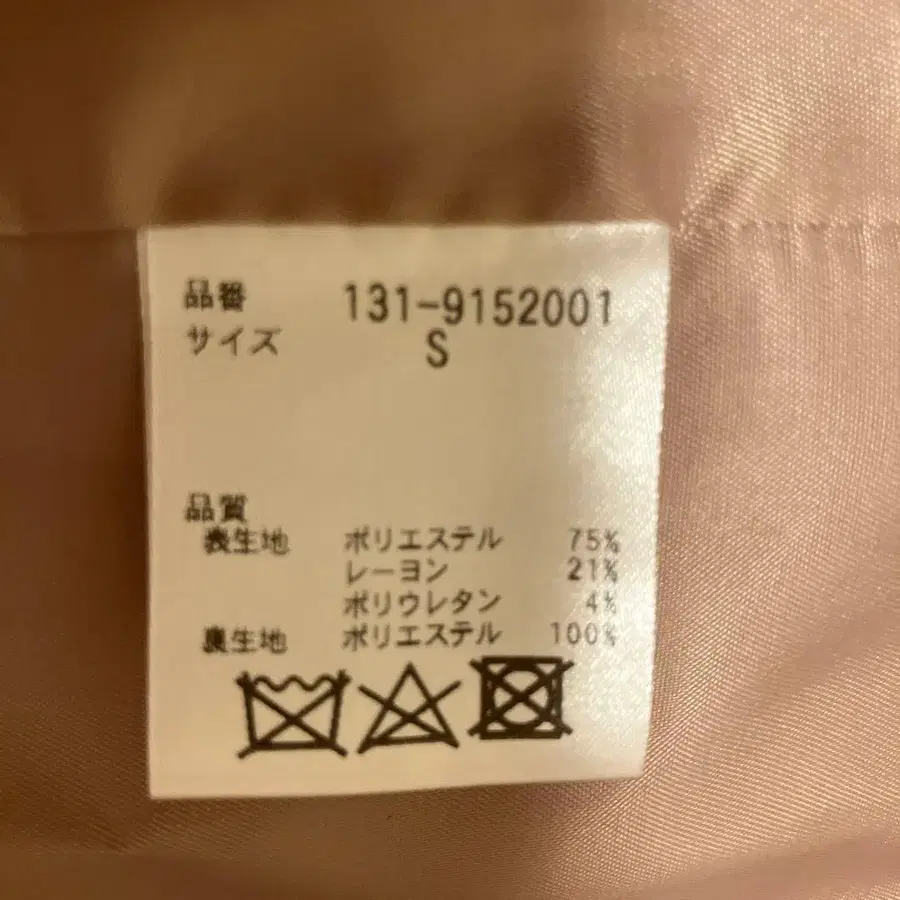 品番 131-9152001
サイズ S
品質
表生地 ポリエステル 75%
レーヨン 21%
ポリウレタン 4%
裏生地 ポリエステル 100%